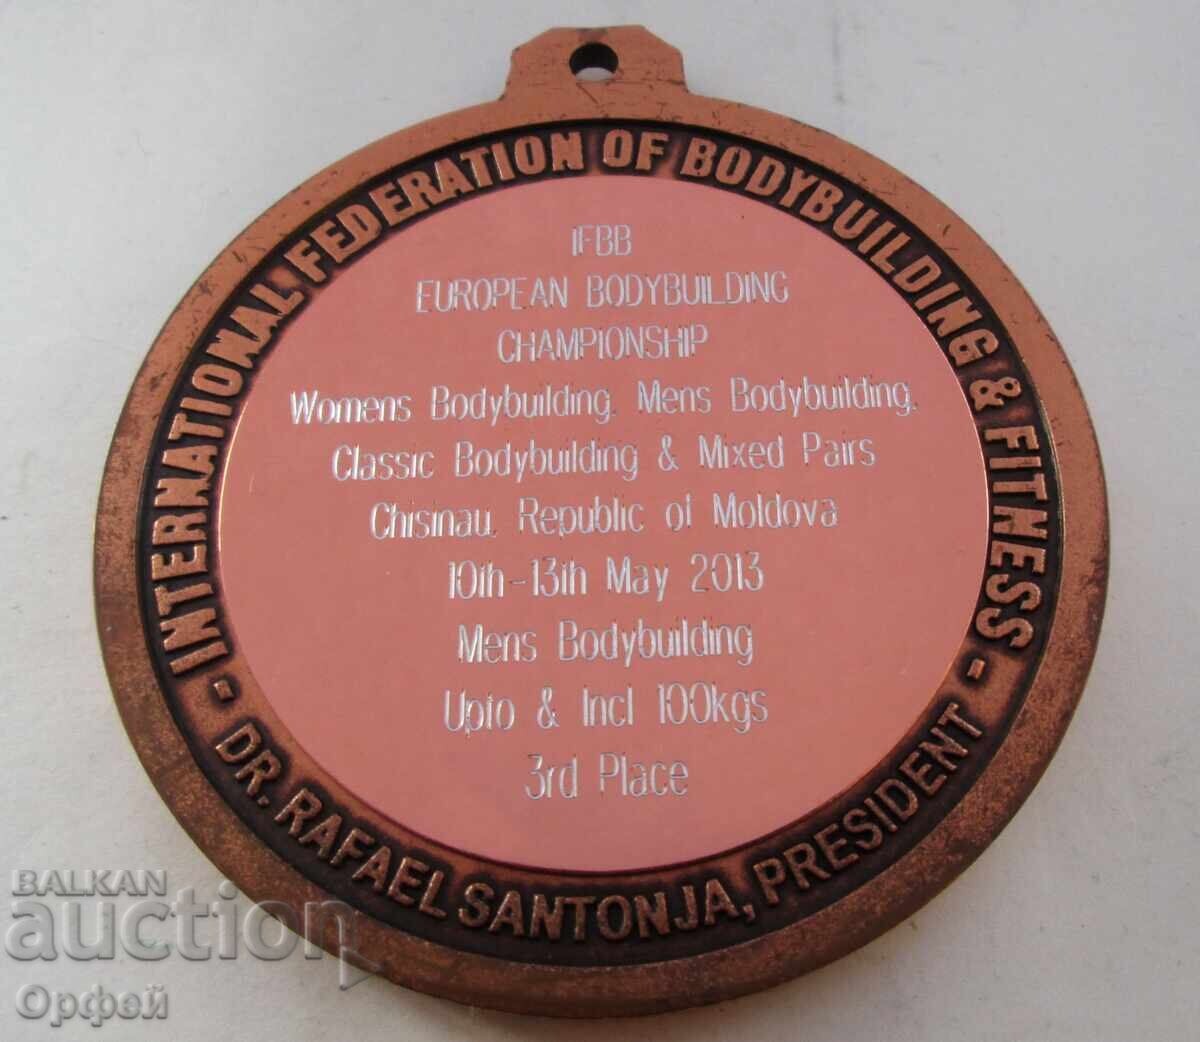 INTERNATIONAL FEDERATION OF BODYBUILDING & FITNESS
IFBB
EUROPEAN BODYBUILDING
CHAMPIONSHIP
Womens Bodybuilding, Mens Bodybuilding,
Classic Bodybuilding & Mixed Pairs
Chisinau, Republic of Moldova
10th-13th May 2013
Mens Bodybuilding
Upto & Incl 100kgs
3rd Place
- DR. RAFAEL SANTONJA, PRESIDENT -
BALKAN
auction
Орфей